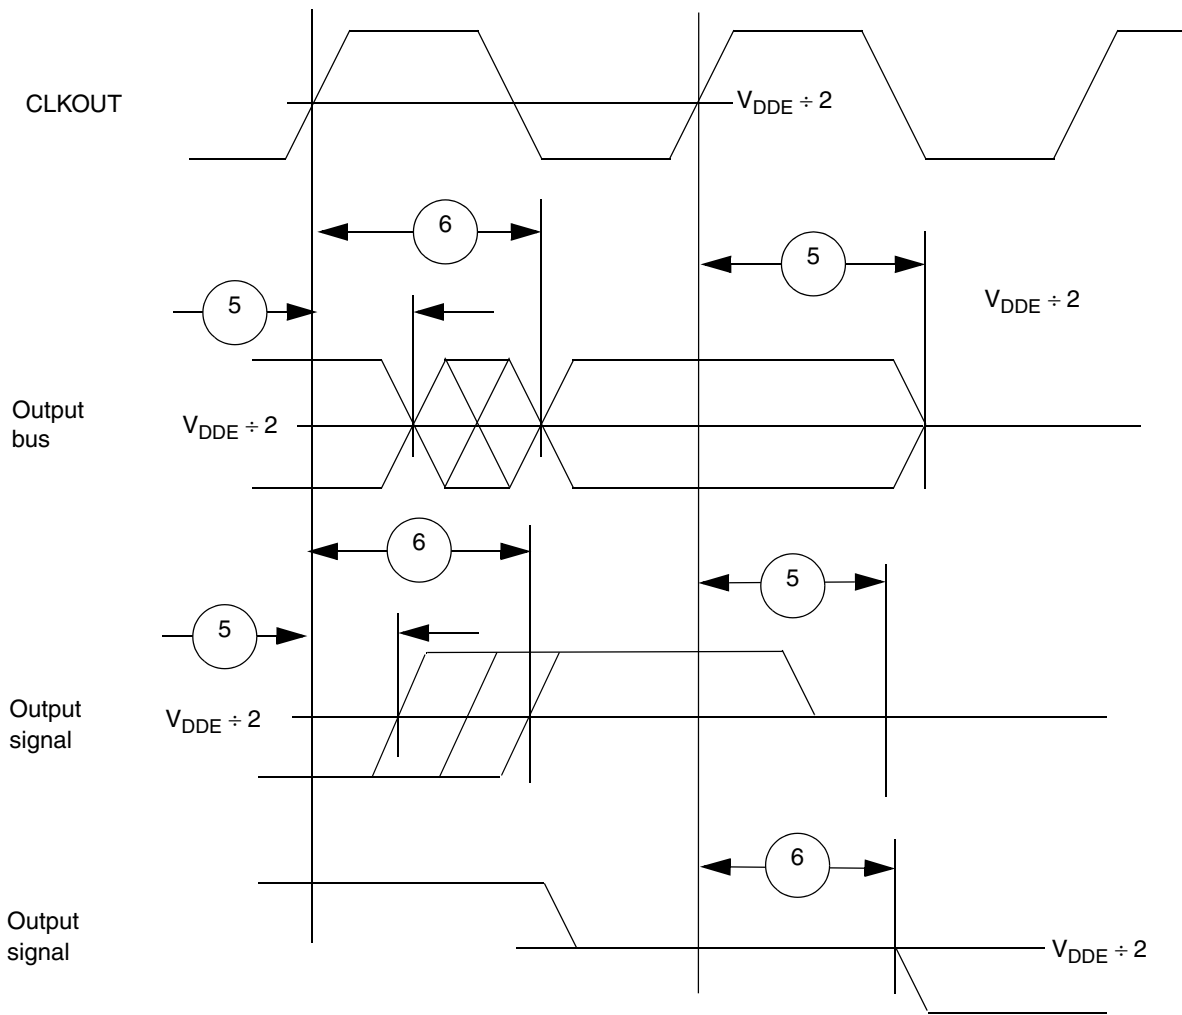 CLKOUT
V_DDE ÷ 2
6
5
5
V_DDE ÷ 2
Output
bus
V_DDE ÷ 2
6
5
5
Output
signal
V_DDE ÷ 2
6
Output
signal
V_DDE ÷ 2